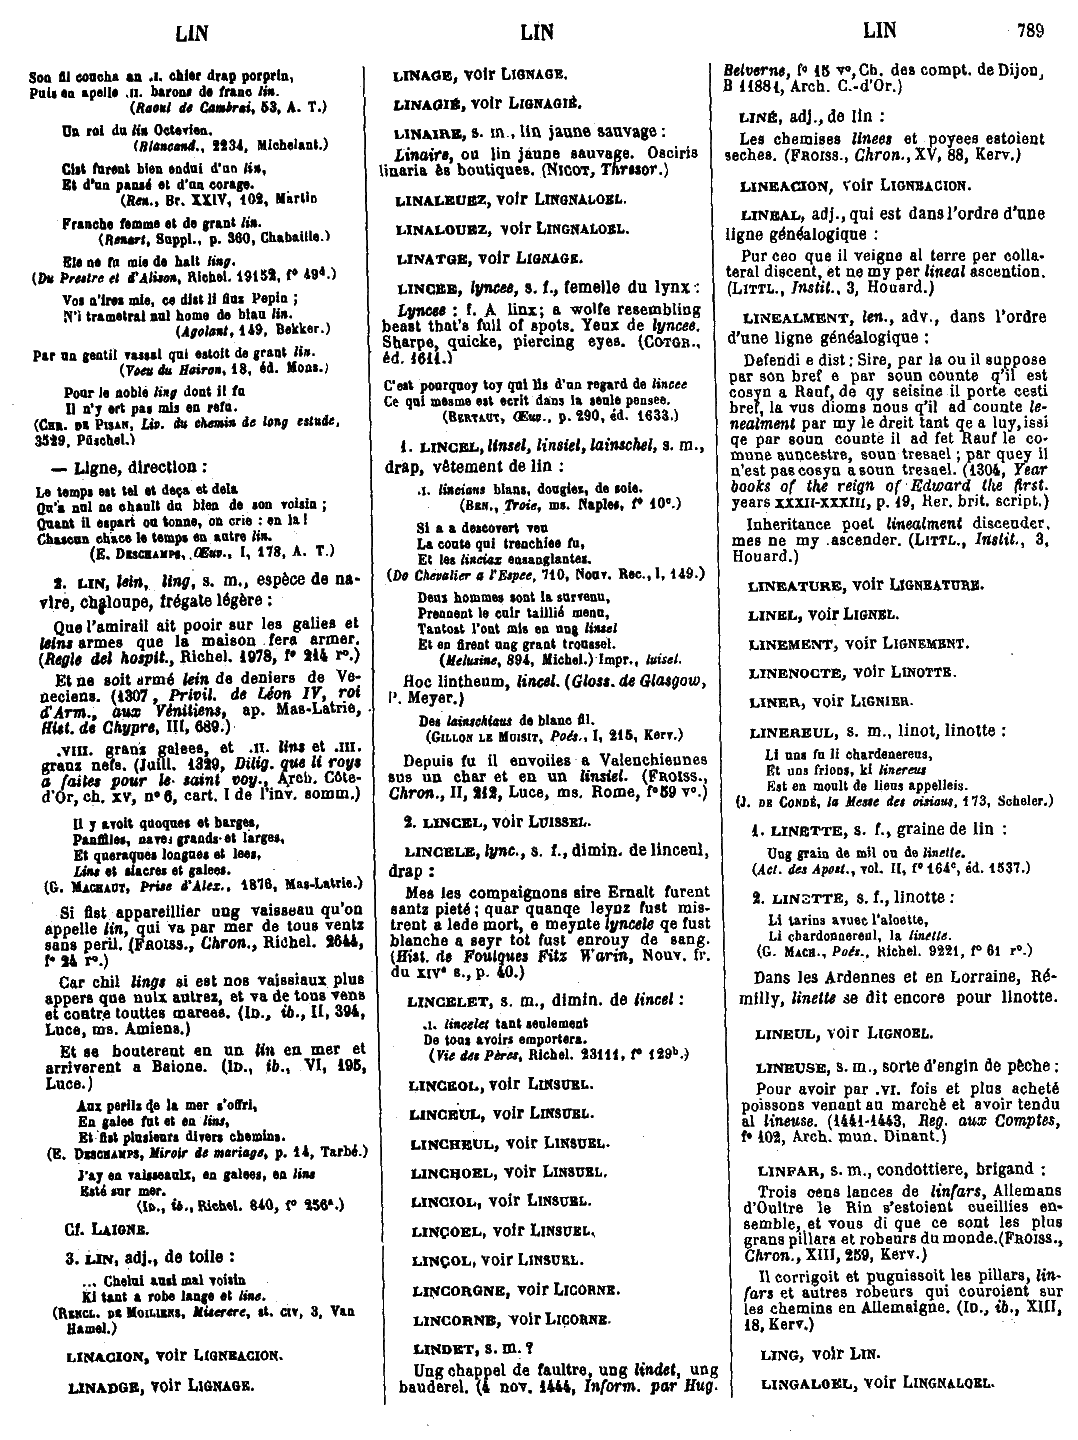 LIN
LIN
LIN
789
Son fil concha an .I. chier drap porprin,
Puis en apelle .II. barons de franc lin.
(Raoul de Cambrai, 53, A. T.)
Un roi du lin Octevien.
(Blancand., 2234, Michelant.)
Cist furent bien endui d'un lin,
Et d'un pansé et d'un corage.
(Ren., Br. XXIV, 102, Martin
Franche femme et de grant lin.
(Renart, Suppl., p. 360, Chabaille.)
Ele ne fu mie de halt ling.
(Du Prestre et d'Alison, Richel. 19152, fº 49ᵈ.)
Vos n'ires mie, ce dist li fiuz Pepin ;
N'i trametrai nul home de blau lin.
(Agolant, 149, Bekker.)
Par un gentil vassal qui estoit de grant lin.
(Voeu du Hairon, 18, éd. Mons.)
Pour le noble ling dont il fu
Il n'y ert pas mis en refu.
(CHR. DE PISAN, Liv. du chemin de long estude,
3529, Püschel.)
— Ligne, direction :
Le temps est tel et deça et dela
Qu'a nul ne chault du bien de son voisin ;
Quant il espart ou tonne, on crie : en la !
Chascun chace le temps en autre lin.
(E. DESCHAMPS, Œuv., I, 178, A. T.)
2. LIN, lein, ling, s. m., espèce de na-
vire, chaloupe, frégate légère :
Que l'amirail ait pooir sur les galies et
leins armes que la maison fera armer.
(Regle del hospit., Richel. 1978, fº 214 rº.)
Et ne soit armé lein de deniers de Ve-
neciens. (1307, Privil. de Léon IV, roi
d'Arm., aux Vénitiens, ap. Mas-Latrie,
Hist. de Chypre, III, 689.)
.VIII. grans galees, et .II. lins et .III.
granz nefs. (Juill. 1329, Dilig. que li roys
a faites pour le saint voy., Arch. Côte-
d'Or, ch. XV, nº 6, cart. I de l'inv. somm.)
Il y avoit quoques et barges,
Panfiles, naves grands et larges,
Et queraques longues et lees,
Lins et alacres et galees.
(G. MACHAUT, Prise d'Alex., 1876, Mas-Latrie.)
Si fist appareillier ung vaisseau qu'on
appelle lin, qui va par mer de tous ventz
sans peril. (FROISS., Chron., Richel. 2644,
fº 24 rº.)
Car chil lings si est nos vaissiaux plus
appers que nulx autrez, et va de tous vens
et contre touttes marees. (ID., ib., II, 394,
Luce, ms. Amiens.)
Et se bouterent en un lin en mer et
arriverent a Baione. (ID., ib., VI, 195,
Luce.)
Aux perilz de la mer s'offri,
En galee fut et en lins,
Et fist plusieurs divers chemins.
(E. DESCHAMPS, Miroir de mariage, p. 14, Tarbé.)
J'ay en vaisseaulx, en galees, en lins
Esté sur mer.
(ID., ib., Richel. 840, fº 256ᵃ.)
Cf. LAIGNE.
3. LIN, adj., de toile :
... Chelui ausi mal voisin
Ki tant a robe lange et line.
(RENCL. DE MOILIENS, Miserere, st. CIV, 3, Van
Hamel.)
LINACION, voir LIGNEACION.
LINADGE, voir LIGNAGE.
LINAGE, voir LIGNAGE.
LINAGIÉ, voir LIGNAGIÉ.
LINAIRE, s. m., lin jaune sauvage :
Linaire, ou lin jaune sauvage. Osciris
linaria ès boutiques. (NICOT, Thresor.)
LINALEUEZ, voir LINGNALOEL.
LINALOUEZ, voir LINGNALOEL.
LINATGE, voir LIGNAGE.
LINCEE, lyncee, s. f., femelle du lynx :
Lyncee : f. A linx; a wolfe resembling
beast that's full of spots. Yeux de lyncee.
Sharpe, quicke, piercing eyes. (COTGR.,
éd. 1611.)
C'est pourquoy toy qui lis d'un regard de lincee
Ce qui mesme est ecrit dans la seule pensee.
(BERTAUT, Œuv., p. 290, éd. 1633.)
1. LINCEL, linsel, linsiel, lainschel, s. m.,
drap, vêtement de lin :
.I. lincians blans, dougiez, de soie.
(BEN., Troie, ms. Naples, fº 10ᶜ.)
Si a a descovert veu
La coute qui trenchiee fu,
Et les linciax ensanglantes.
(Do Chevalier a l'Espee, 710, Nouv. Rec., I, 149.)
Deux hommes sont la survenu,
Prennent le cuir taillié menu,
Tantost l'ont mis en ung linsel
Et en firent ung grant troussel.
(Melusine, 894, Michel.) Impr., luisel.
Hoc lintheum, lincel. (Gloss. de Glasgow,
P. Meyer.)
Des lainschiaus de blanc fil.
(GILLON LE MUISIT, Poés., I, 215, Kerv.)
Depuis fu il envoiies a Valenchiennes
sus un char et en un linsiel. (FROISS.,
Chron., II, 212, Luce, ms. Rome, fº 59 vº.)
2. LINCEL, voir LUISSEL.
LINCELE, lync., s. f., dimin. de linceul,
drap :
Mes les compaignons sire Ernalt furent
santz pieté ; quar quanqe leynz fust mis-
trent a lede mort, e meynte lyncele qe fust
blanche a seyr tot fust enrouy de sang.
(Hist. de Foulques Fitz Warin, Nouv. fr.
du XIVᵉ s., p. 40.)
LINCELET, s. m., dimin. de lincel :
.I. lincelet tant seulement
De touz avoirs emportera.
(Vie des Pères, Richel. 23111, fº 129ᵇ.)
LINCEOL, voir LINSUEL.
LINCEUL, voir LINSUEL.
LINCHEUL, voir LINSUEL.
LINCHOEL, voir LINSUEL.
LINCIOL, voir LINSUEL.
LINÇOEL, voir LINSUEL.
LINÇOL, voir LINSUEL.
LINCORGNE, voir LICORNE.
LINCORNE, voir LICORNE.
LINDET, s. m. ?
Ung chappel de faultre, ung lindet, ung
bauderel. (4 nov. 1444, Inform. par Hug.
Belverne, fº 15 vº, Ch. des compt. de Dijon,
B 11881, Arch. C.-d'Or.)
LINÉ, adj., de lin :
Les chemises linees et poyees estoient
seches. (FROISS., Chron., XV, 88, Kerv.)
LINEACION, voir LIGNEACION.
LINEAL, adj., qui est dans l'ordre d'une
ligne généalogique :
Pur ceo que il veigne al terre per colla-
teral discent, et ne my per lineal ascention.
(LITTL., Instit., 3, Houard.)
LINEALMENT, len., adv., dans l'ordre
d'une ligne généalogique :
Defendi e dist : Sire, par la ou il suppose
par son bref e par soun counte q'il est
cosyn a Rauf, de qy seisine il porte cesti
bref, la vus dioms nous q'il ad counte le-
nealment par my le dreit tant qe a luy, issi
qe par soun counte il ad fet Rauf le co-
mune auncestre, soun tresael ; par quey il
n'est pas cosyn a soun tresael. (1304, Year
books of the reign of Edward the first.
years XXXII-XXXIII, p. 19, Rer. brit. script.)
Inheritance poet linealment discender,
mes ne my ascender. (LITTL., Instit., 3,
Houard.)
LINEATURE, voir LIGNEATURE.
LINEL, voir LIGNEL.
LINEMENT, voir LIGNEMENT.
LINENOCTE, voir LINOTTE.
LINER, voir LIGNIER.
LINEREUL, s. m., linot, linotte :
Li uns fu li chardenereus,
Et uns frions, ki linereus
Est en moult de lieus appelleis.
(J. DE CONDÉ, la Messe des oisiaus, 173, Scheler.)
1. LINETTE, s. f., graine de lin :
Ung grain de mil ou de linette.
(Act. des Apost., vol. II, fº 164ᶜ, éd. 1537.)
2. LINETTE, s. f., linotte :
Li tarins avuec l'aloette,
Li chardonnereul, la linette.
(G. MACH., Poés., Richel. 9221, fº 61 rº.)
Dans les Ardennes et en Lorraine, Ré-
milly, linette se dit encore pour linotte.
LINEUL, voir LIGNOEL.
LINEUSE, s. m., sorte d'engin de pèche :
Pour avoir par .VI. fois et plus acheté
poissons venant au marché et avoir tendu
al lineuse. (1441-1443, Reg. aux Comptes,
fº 102, Arch. mun. Dinant.)
LINFAR, s. m., condottiere, brigand :
Trois cens lances de linfars, Allemans
d'Oultre le Rin s'estoient cueillies en-
semble, et vous di que ce sont les plus
grans pillars et robeurs du monde. (FROISS.,
Chron., XIII, 259, Kerv.)
Il corrigoit et pugnissoit les pillars, lin-
fars et autres robeurs qui couroient sur
les chemins en Allemaigne. (ID., ib., XIII,
18, Kerv.)
LING, voir LIN.
LINGALOEL, voir LINGNALOEL.